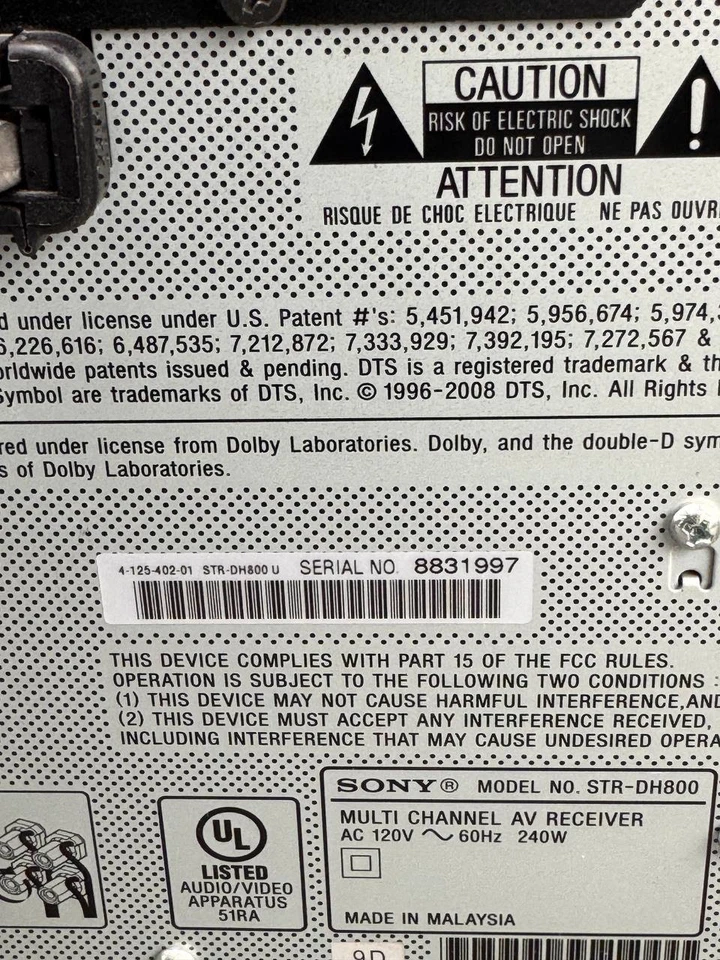 CAUTION
RISK OF ELECTRIC SHOCK
DO NOT OPEN
ATTENTION
RISQUE DE CHOC ELECTRIQUE NE PAS OUVR
d under license under U.S. Patent #'s: 5,451,942; 5,956,674; 5,974,
6,226,616; 6,487,535; 7,212,872; 7,333,929; 7,392,195; 7,272,567 &
orldwide patents issued & pending. DTS is a registered trademark & th
Symbol are trademarks of DTS, Inc. © 1996-2008 DTS, Inc. All Rights
red under license from Dolby Laboratories. Dolby, and the double-D sym
s of Dolby Laboratories.
4-125-402-01 STR-DH800 U SERIAL NO. 8831997
THIS DEVICE COMPLIES WITH PART 15 OF THE FCC RULES.
OPERATION IS SUBJECT TO THE FOLLOWING TWO CONDITIONS :
(1) THIS DEVICE MAY NOT CAUSE HARMFUL INTERFERENCE,AND
(2) THIS DEVICE MUST ACCEPT ANY INTERFERENCE RECEIVED,
INCLUDING INTERFERENCE THAT MAY CAUSE UNDESIRED OPERA
SONY® MODEL NO. STR-DH800
MULTI CHANNEL AV RECEIVER
AC 120V ~ 60Hz 240W
MADE IN MALAYSIA
UL
LISTED
AUDIO/VIDEO
APPARATUS
51RA
9D